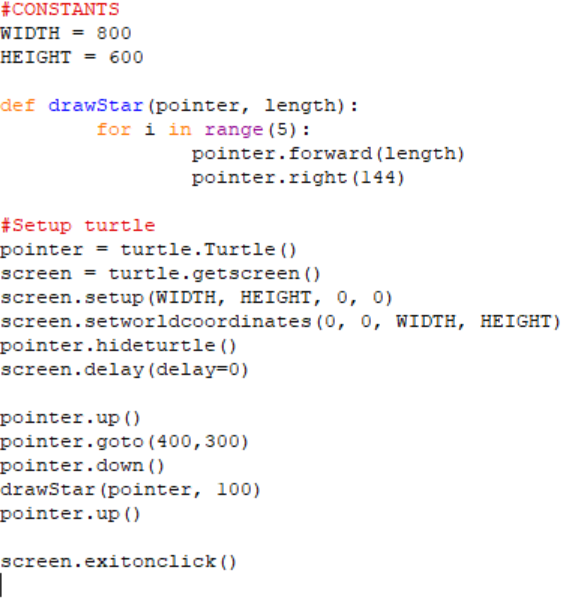 #CONSTANTS
WIDTH = 800
HEIGHT = 600

def drawStar(pointer, length):
        for i in range(5):
                pointer.forward(length)
                pointer.right(144)

#Setup turtle
pointer = turtle.Turtle()
screen = turtle.getscreen()
screen.setup(WIDTH, HEIGHT, 0, 0)
screen.setworldcoordinates(0, 0, WIDTH, HEIGHT)
pointer.hideturtle()
screen.delay(delay=0)

pointer.up()
pointer.goto(400,300)
pointer.down()
drawStar(pointer, 100)
pointer.up()

screen.exitonclick()